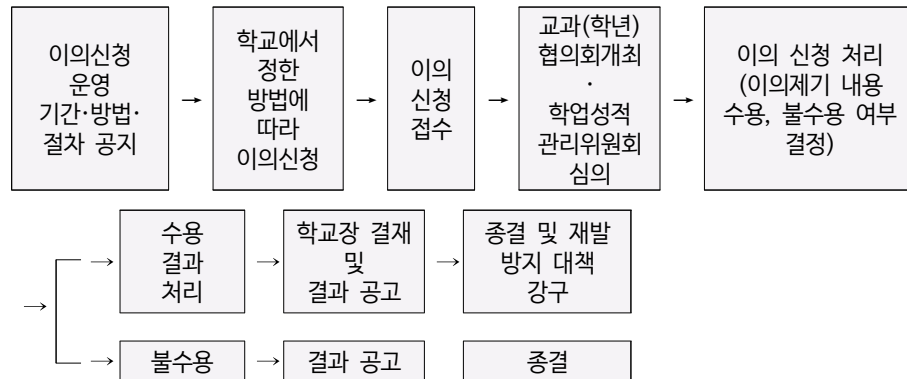 이의신청
운영
기간·방법·
절차 공지
→
학교에서
정한
방법에
따라
이의신청
→
이의
신청
접수
→
교과(학년)
협의회개최
·
학업성적
관리위원회
심의
→
이의 신청 처리
(이의제기 내용
수용, 불수용 여부
결정)
→
→
수용
결과
처리
→
학교장 결재
및
결과 공고
→
종결 및 재발
방지 대책
강구
→
불수용
→
결과 공고
종결